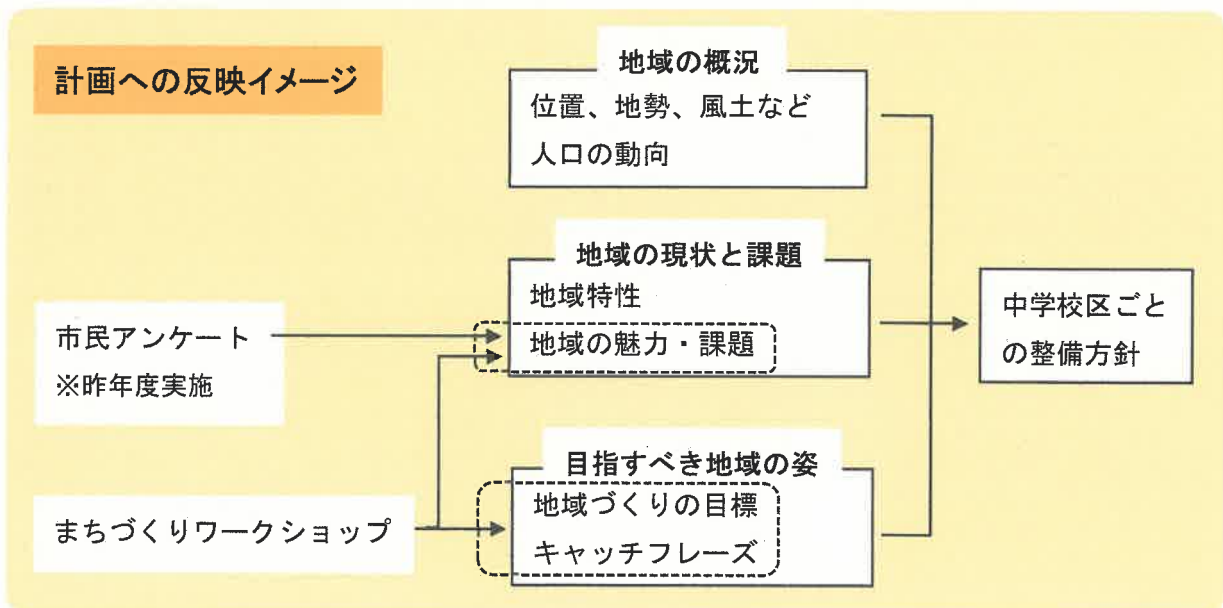 計画への反映イメージ
地域の概況
位置、地勢、風土など
人口の動向
地域の現状と課題
地域特性
地域の魅力・課題
市民アンケート
※昨年度実施
まちづくりワークショップ
目指すべき地域の姿
地域づくりの目標
キャッチフレーズ
中学校区ごと
の整備方針